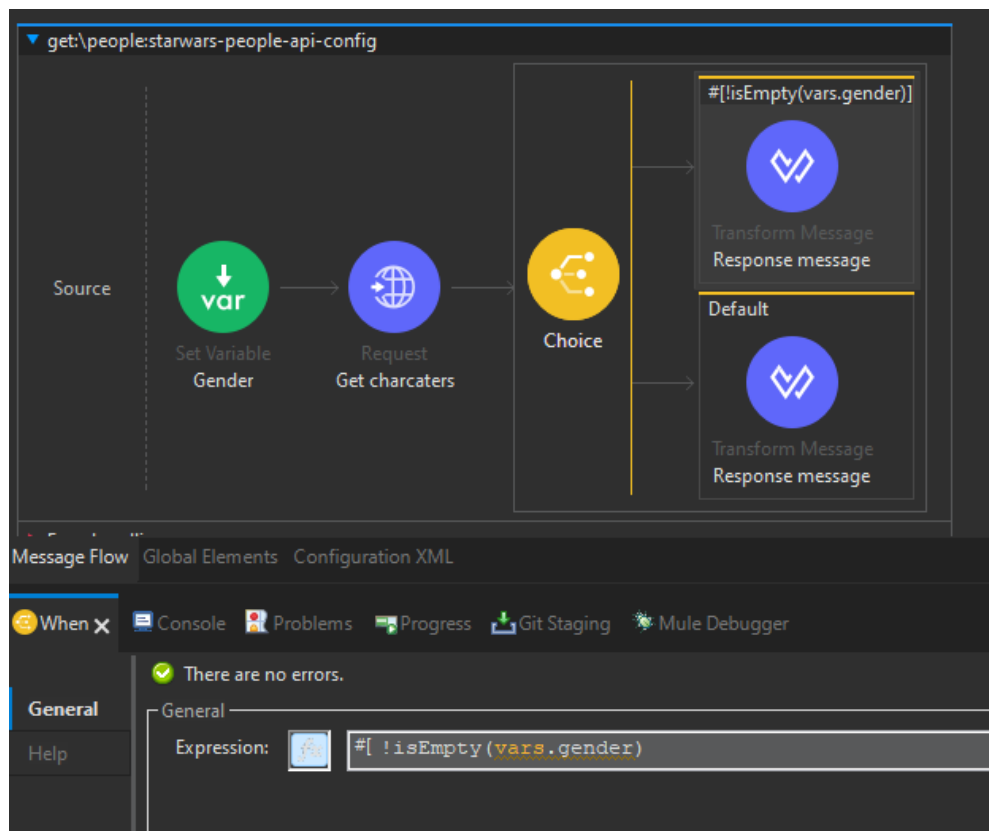 get:\people:starwars-people-api-config
#[!isEmpty(vars.gender)]
Transform Message
Response message
Source
var
Set Variable
Gender
Request
Get charcaters
Choice
Default
Transform Message
Response message
Message Flow Global Elements Configuration XML
When Console Problems Progress Git Staging Mule Debugger
There are no errors.
General
General
Help
Expression: fx #[ !isEmpty(vars.gender)